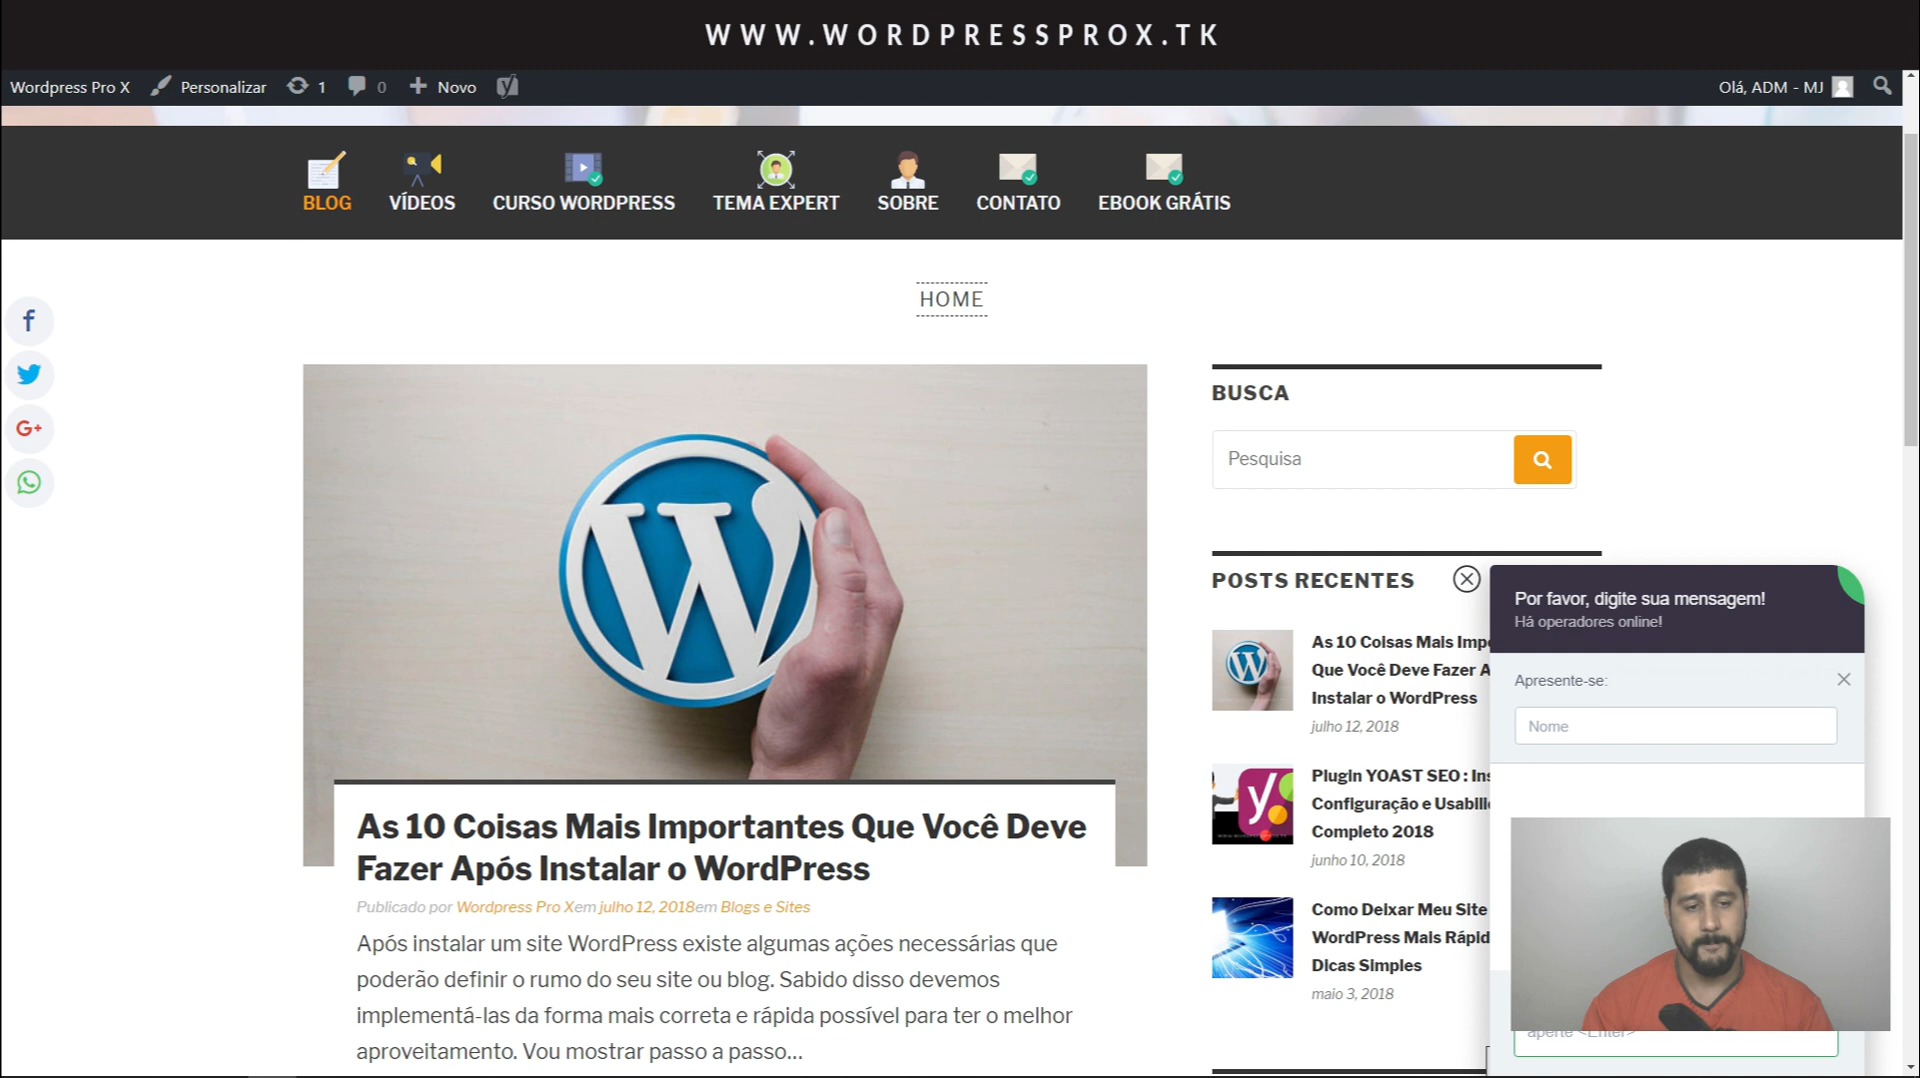 WWW.WORDPRESSPROX.TK
Wordpress Pro X Personalizar 1 0 Novo Olá, ADM - MJ
BLOG VÍDEOS CURSO WORDPRESS TEMA EXPERT SOBRE CONTATO EBOOK GRÁTIS
HOME
As 10 Coisas Mais Importantes Que Você Deve
Fazer Após Instalar o WordPress
Publicado por Wordpress Pro Xem julho 12, 2018em Blogs e Sites
Após instalar um site WordPress existe algumas ações necessárias que
poderão definir o rumo do seu site ou blog. Sabido disso devemos
implementá-las da forma mais correta e rápida possível para ter o melhor
aproveitamento. Vou mostrar passo a passo...
BUSCA
Pesquisa
POSTS RECENTES
As 10 Coisas Mais Imp
Que Você Deve Fazer A
Instalar o WordPress
julho 12, 2018
Plugin YOAST SEO : Ins
Configuração e Usabili
Completo 2018
junho 10, 2018
Como Deixar Meu Site
WordPress Mais Rápid
Dicas Simples
maio 3, 2018
Por favor, digite sua mensagem!
Há operadores online!
Apresente-se:
Nome
aperte <Enter>